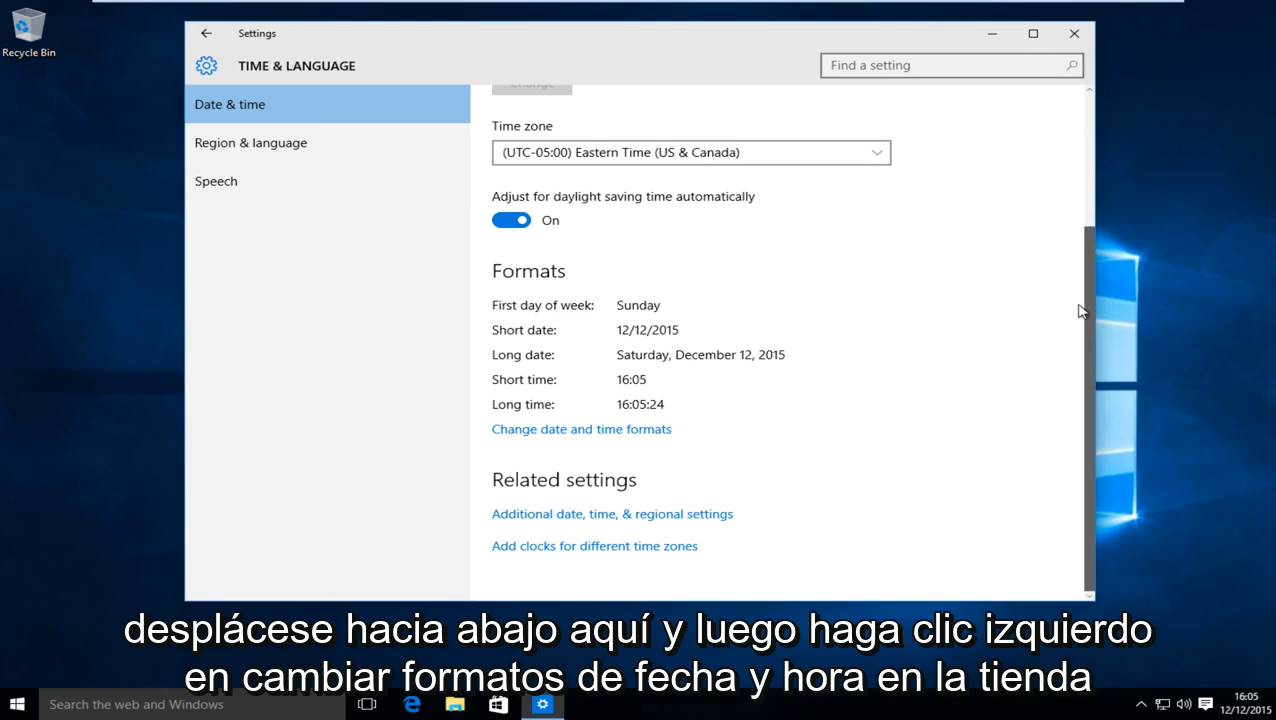 Recycle Bin
Settings
TIME & LANGUAGE
Find a setting
Date & time
Region & language
Speech
Change
Time zone
(UTC-05:00) Eastern Time (US & Canada)
Adjust for daylight saving time automatically
On
Formats
First day of week: Sunday
Short date: 12/12/2015
Long date: Saturday, December 12, 2015
Short time: 16:05
Long time: 16:05:24
Change date and time formats
Related settings
Additional date, time, & regional settings
Add clocks for different time zones
desplácese hacia abajo aquí y luego haga clic izquierdo
en cambiar formatos de fecha y hora en la tienda
Search the web and Windows
16:05
12/12/2015